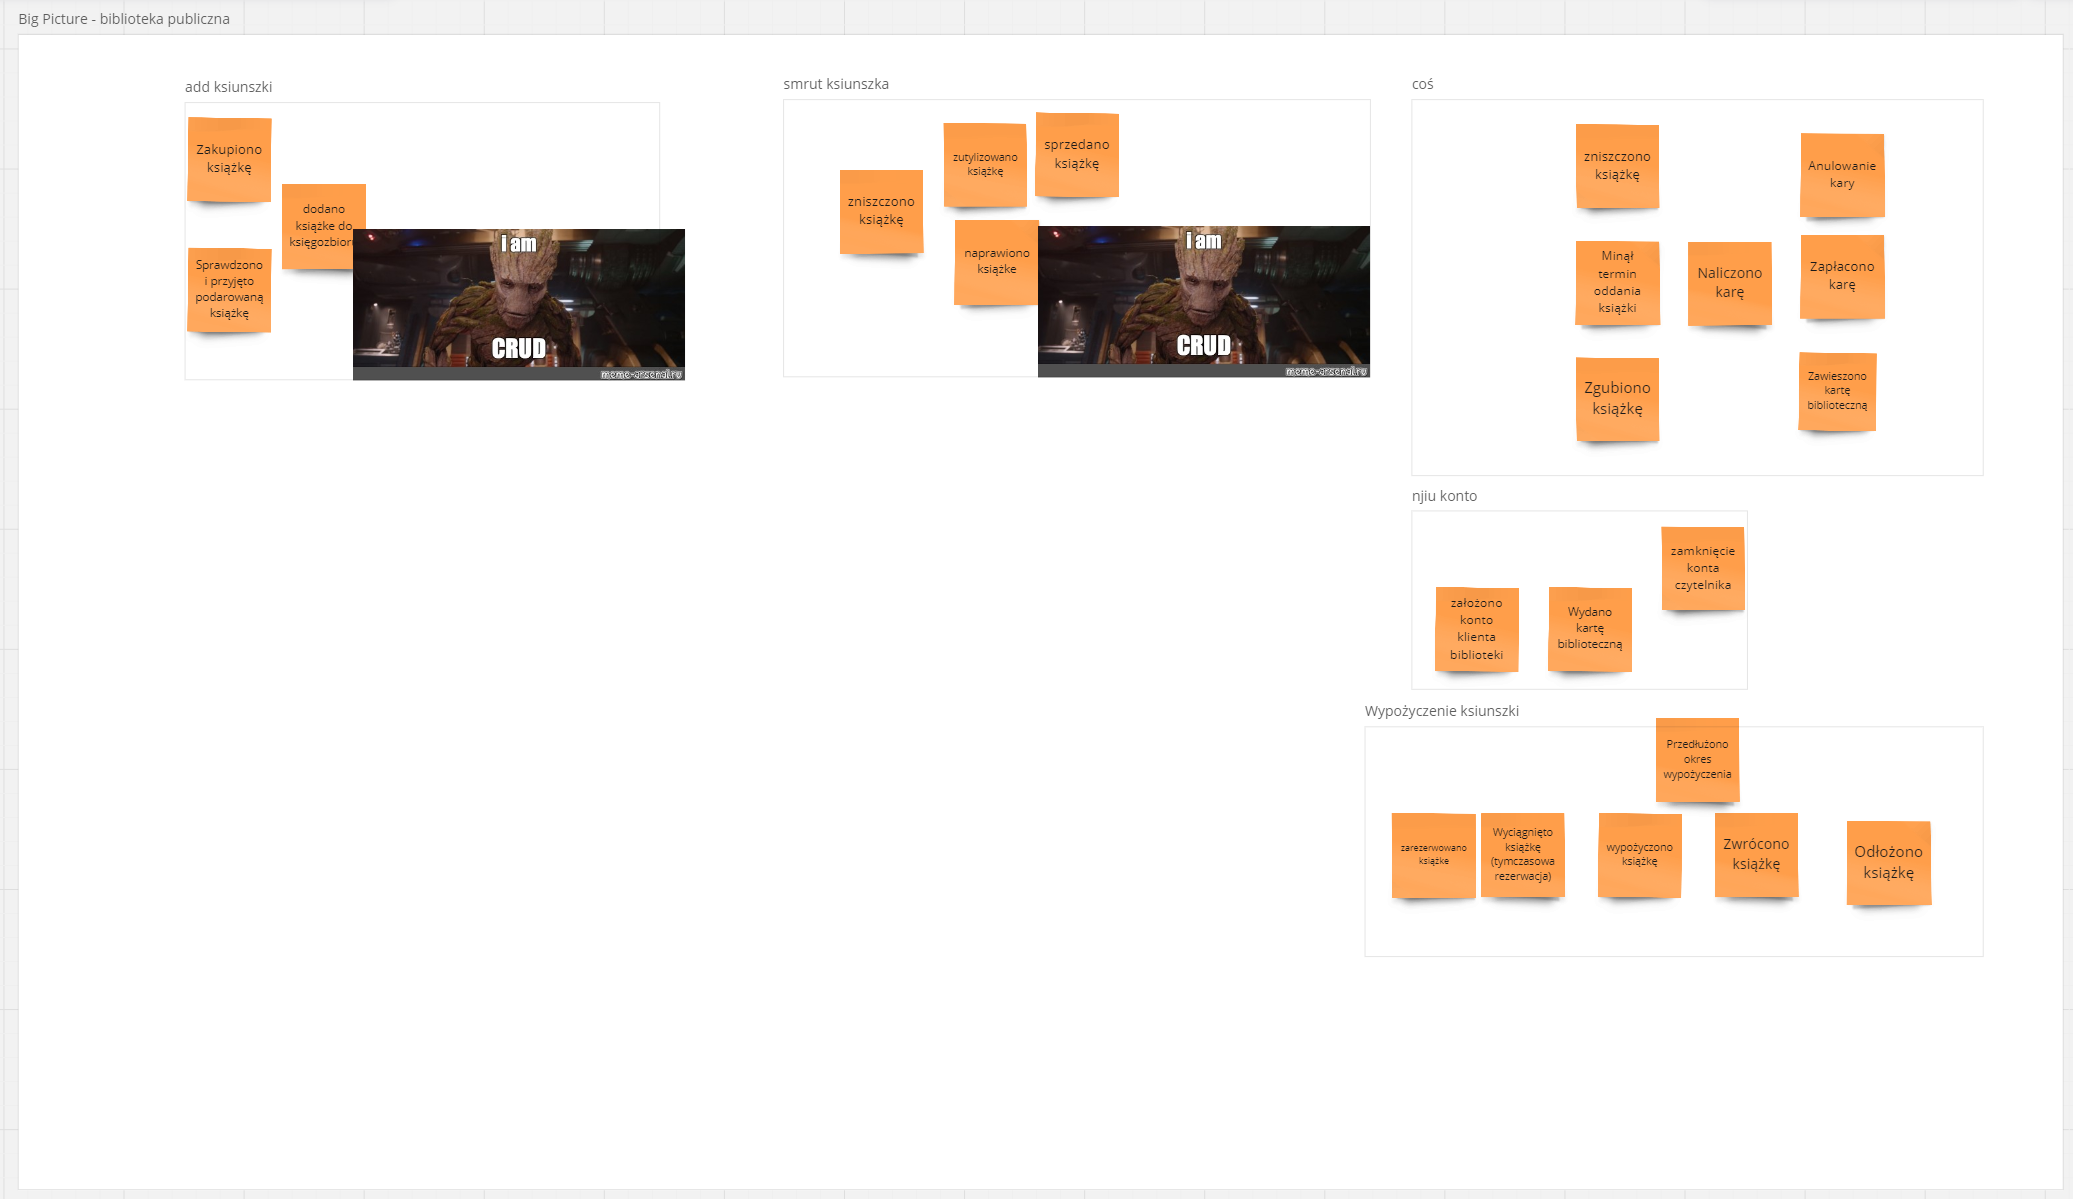 Big Picture - biblioteka publiczna
add ksiunszki
Zakupiono
książkę
dodano
książke do
księgozbioru
Sprawdzono
i przyjęto
podarowaną
książkę
i am
CRUD
meme-arsenal.ru
smrut ksiunszka
zniszczono
książkę
zutylizowano
książkę
sprzedano
książkę
naprawiono
książke
i am
CRUD
meme-arsenal.ru
coś
zniszczono
książkę
Anulowanie
kary
Minął
termin
oddania
książki
Naliczono
karę
Zapłacono
karę
Zgubiono
książkę
Zawieszono
kartę
biblioteczną
njiu konto
założono
konto
klienta
biblioteki
Wydano
kartę
biblioteczną
zamknięcie
konta
czytelnika
Wypożyczenie ksiunszki
Przedłużono
okres
wypożyczenia
zarezerwowano
książke
Wyciągnięto
książkę
(tymczasowa
rezerwacja)
wypożyczono
książkę
Zwrócono
książkę
Odłożono
książkę